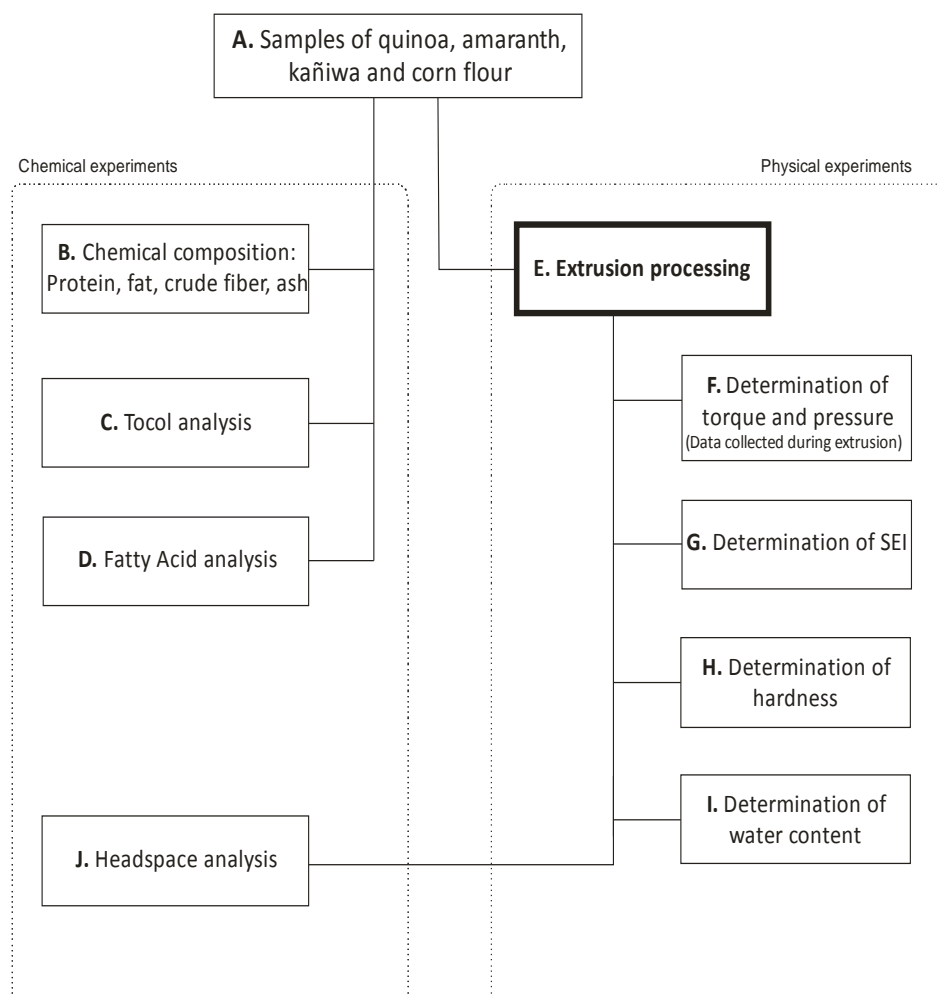 A. Samples of quinoa, amaranth,
kañiwa and corn flour
Chemical experiments
Physical experiments
B. Chemical composition:
Protein, fat, crude fiber, ash
E. Extrusion processing
F. Determination of
torque and pressure
(Data collected during extrusion)
C. Tocol analysis
G. Determination of SEI
D. Fatty Acid analysis
H. Determination of
hardness
I. Determination of
water content
J. Headspace analysis